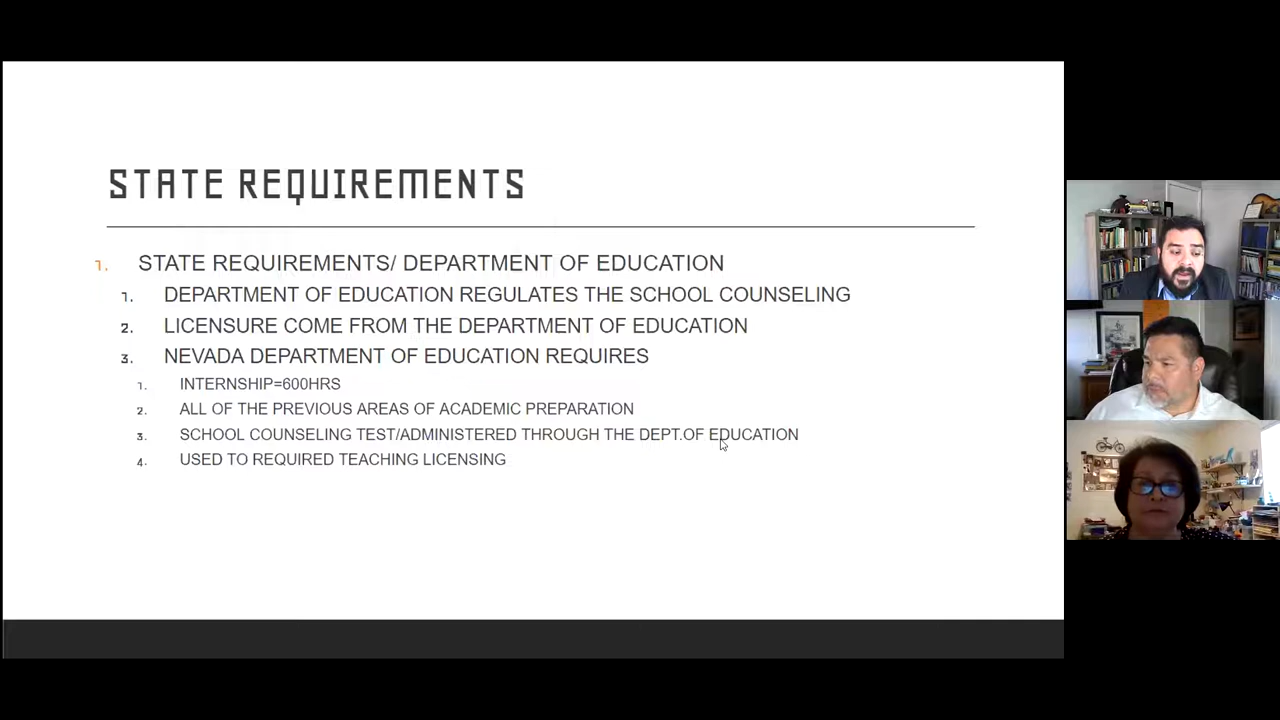 STATE REQUIREMENTS
1. STATE REQUIREMENTS/ DEPARTMENT OF EDUCATION
1. DEPARTMENT OF EDUCATION REGULATES THE SCHOOL COUNSELING
2. LICENSURE COME FROM THE DEPARTMENT OF EDUCATION
3. NEVADA DEPARTMENT OF EDUCATION REQUIRES
1. INTERNSHIP=600HRS
2. ALL OF THE PREVIOUS AREAS OF ACADEMIC PREPARATION
3. SCHOOL COUNSELING TEST/ADMINISTERED THROUGH THE DEPT.OF EDUCATION
4. USED TO REQUIRED TEACHING LICENSING